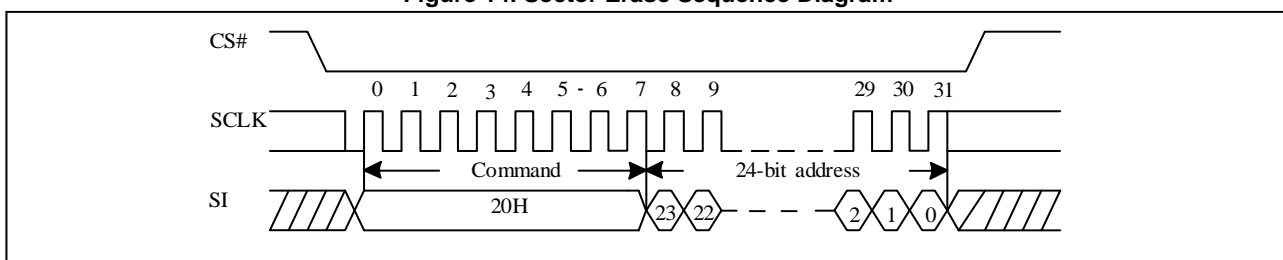 Figure 14. Sector Erase Sequence Diagram
CS#
0 1 2 3 4 5 - 6 7 8 9 29 30 31
SCLK
Command 24-bit address
SI 20H 23 22 2 1 0